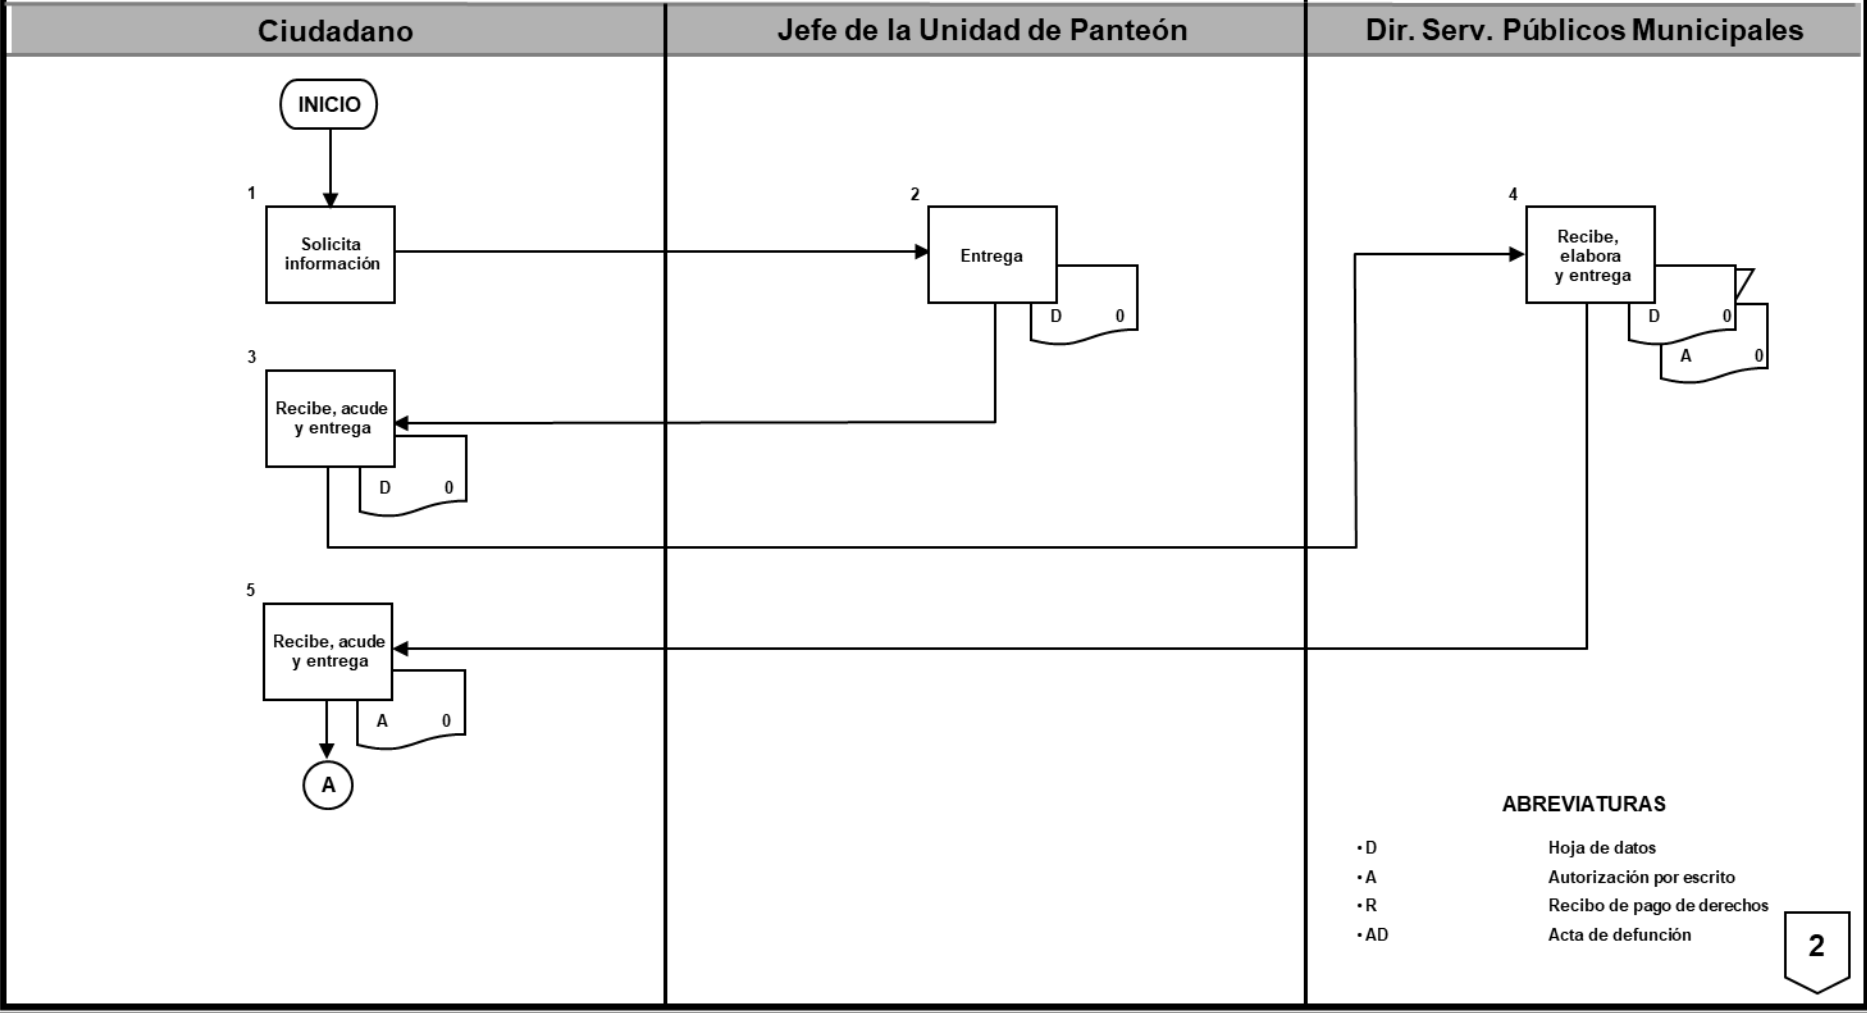 Ciudadano
Jefe de la Unidad de Panteón
Dir. Serv. Públicos Municipales
INICIO
1
Solicita
información
2
Entrega
D 0
4
Recibe,
elabora
y entrega
D 0
A 0
3
Recibe, acude
y entrega
D 0
5
Recibe, acude
y entrega
A 0
A
ABREVIATURAS
• D Hoja de datos
• A Autorización por escrito
• R Recibo de pago de derechos
• AD Acta de defunción
2